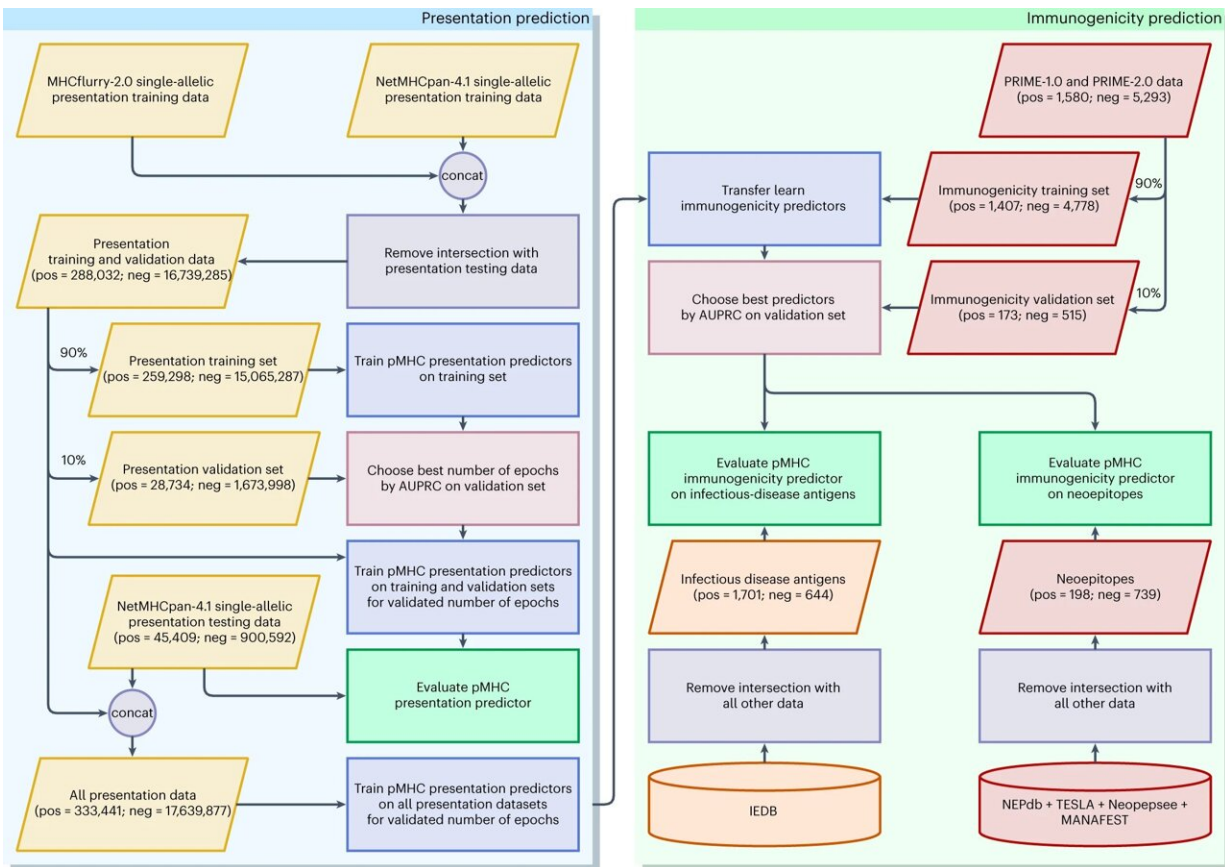 Presentation prediction
MHCflurry-2.0 single-allelic
presentation training data
NetMHCpan-4.1 single-allelic
presentation training data
concat
Presentation
training and validation data
(pos = 288,032; neg = 16,739,285)
Remove intersection with
presentation testing data
90%
Presentation training set
(pos = 259,298; neg = 15,065,287)
Train pMHC presentation predictors
on training set
10%
Presentation validation set
(pos = 28,734; neg = 1,673,998)
Choose best number of epochs
by AUPRC on validation set
Train pMHC presentation predictors
on training and validation sets
for validated number of epochs
NetMHCpan-4.1 single-allelic
presentation testing data
(pos = 45,409; neg = 900,592)
Evaluate pMHC
presentation predictor
concat
All presentation data
(pos = 333,441; neg = 17,639,877)
Train pMHC presentation predictors
on all presentation datasets
for validated number of epochs
Immunogenicity prediction
PRIME-1.0 and PRIME-2.0 data
(pos = 1,580; neg = 5,293)
Transfer learn
immunogenicity predictors
Immunogenicity training set
(pos = 1,407; neg = 4,778)
90%
Choose best predictors
by AUPRC on validation set
Immunogenicity validation set
(pos = 173; neg = 515)
10%
Evaluate pMHC
immunogenicity predictor
on infectious-disease antigens
Evaluate pMHC
immunogenicity predictor
on neoepitopes
Infectious disease antigens
(pos = 1,701; neg = 644)
Neoepitopes
(pos = 198; neg = 739)
Remove intersection with
all other data
Remove intersection with
all other data
IEDB
NEPdb + TESLA + Neopepsee +
MANAFEST